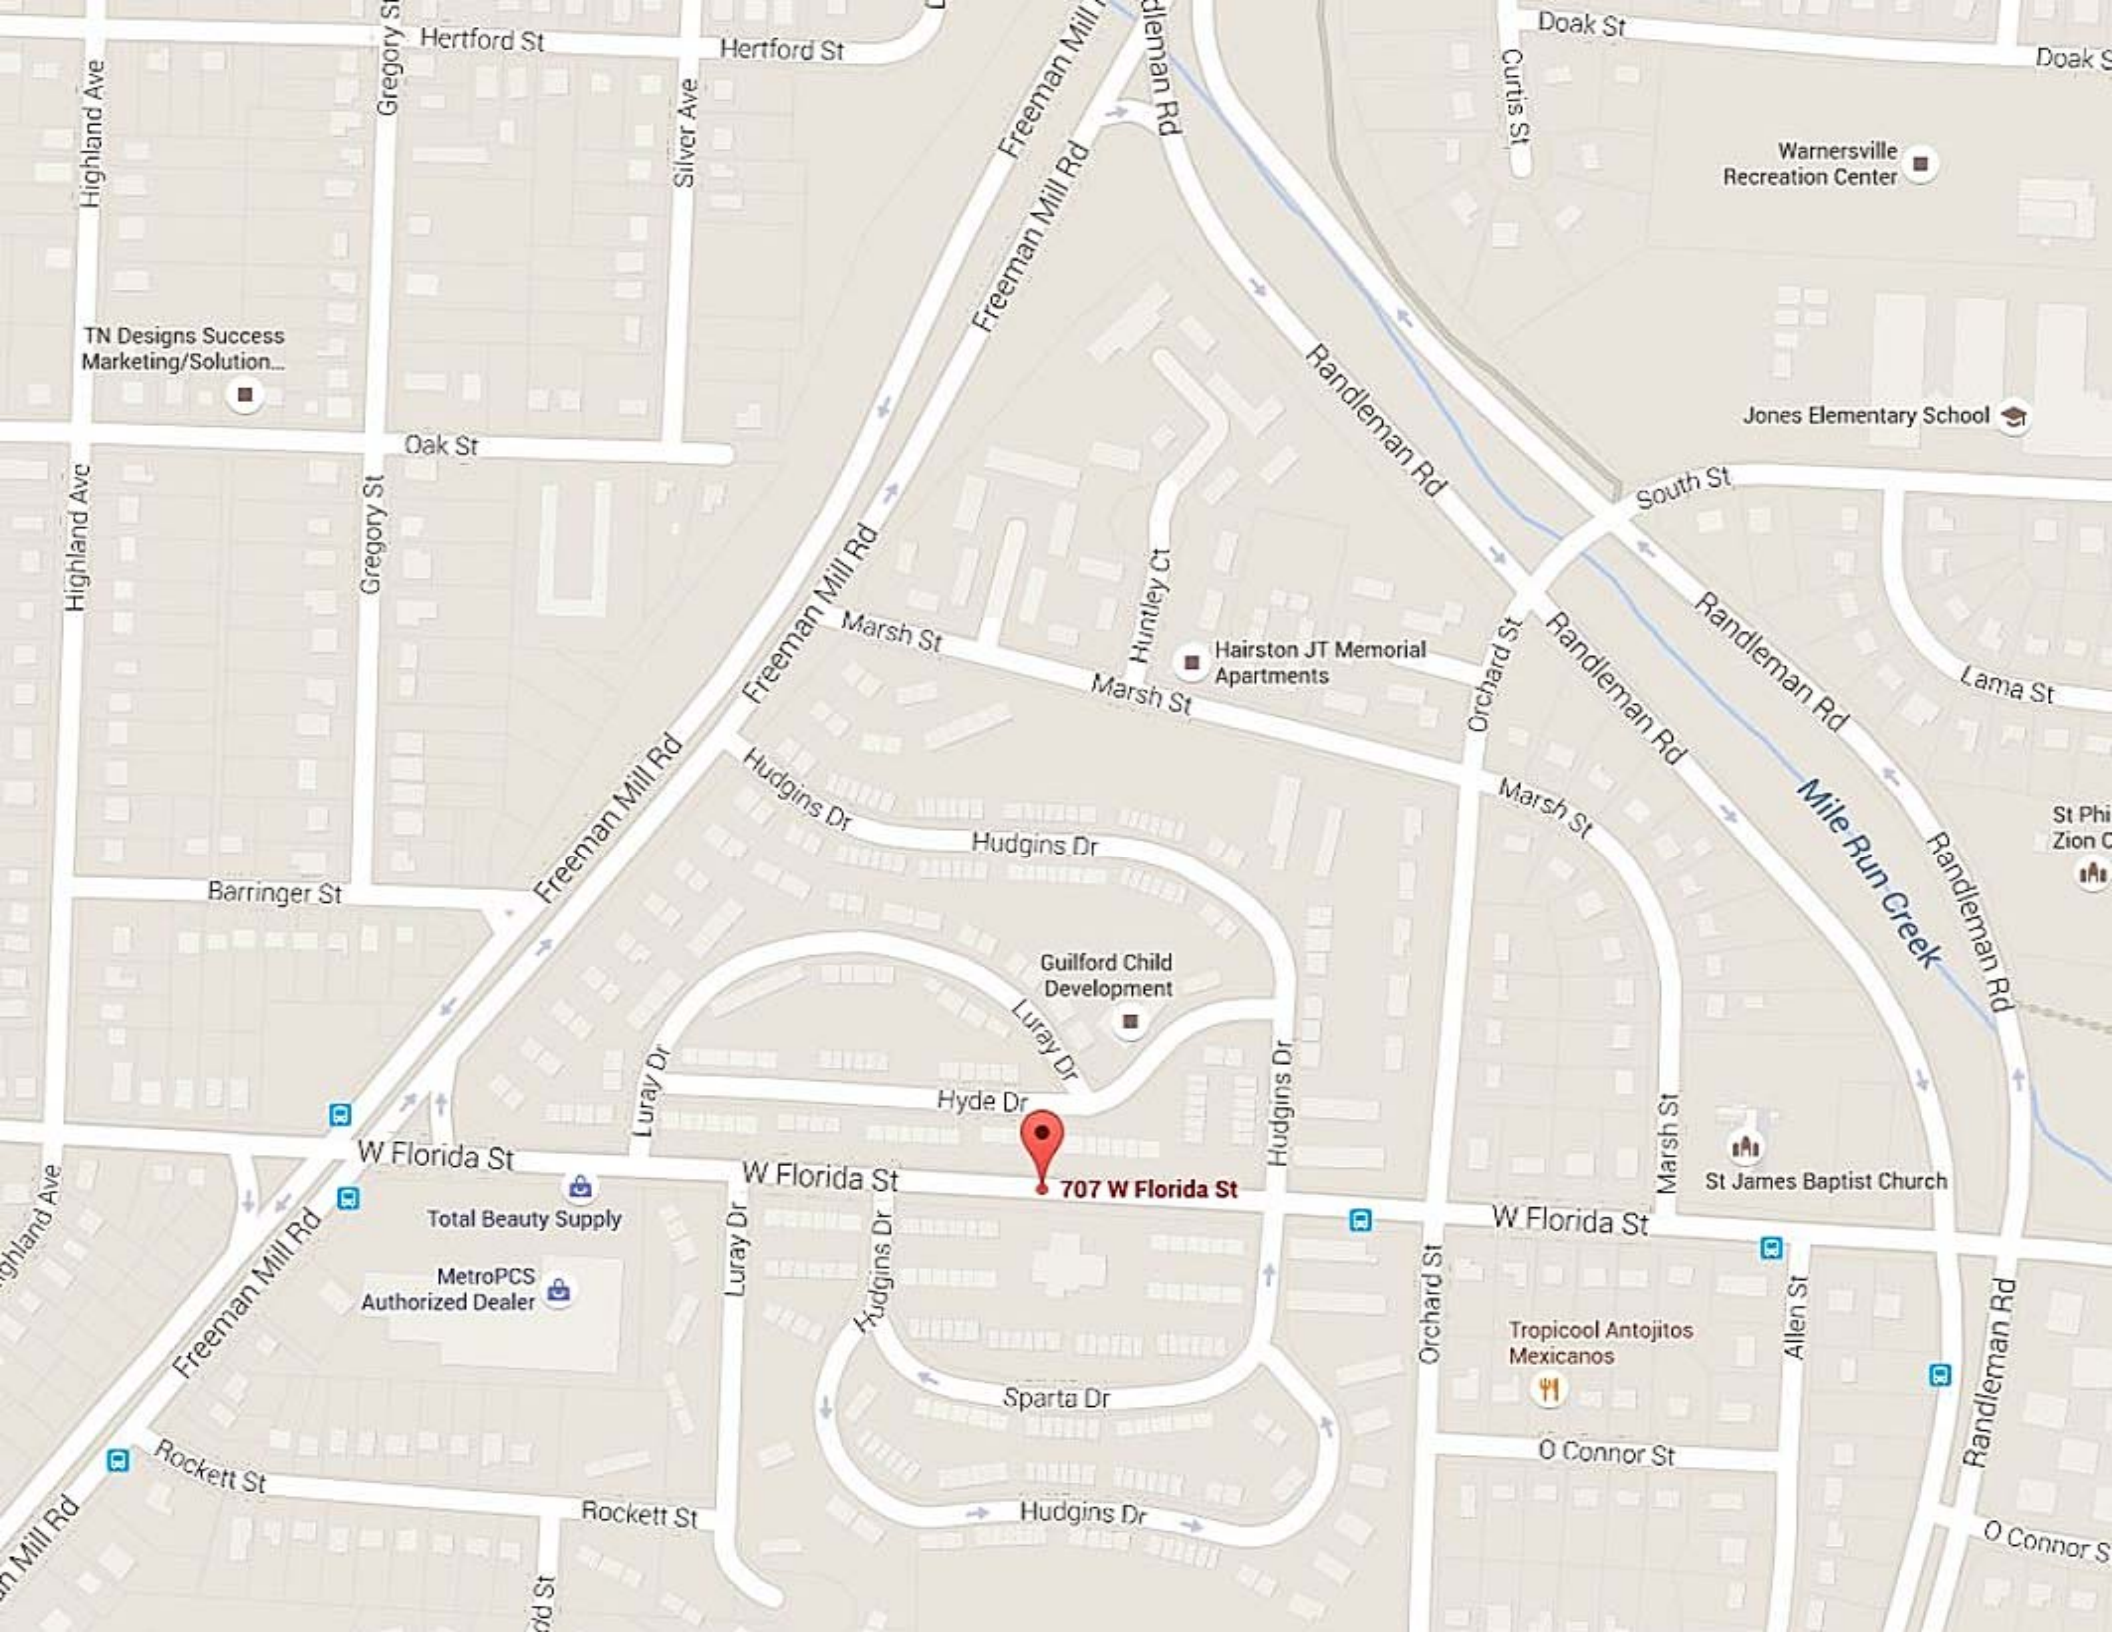 Hertford St
Hertford St
Gregory St
Highland Ave
Silver Ave
Freeman Mill
Freeman Mill Rd
dleman Rd
Doak St
Doak S
Curtis St
Warnersville
Recreation Center
TN Designs Success
Marketing/Solution...
Oak St
Highland Ave
Gregory St
Randleman Rd
Jones Elementary School
South St
Freeman Mill Rd
Marsh St
Huntley Ct
Hairston JT Memorial
Apartments
Marsh St
Orchard St
Randleman Rd
Randleman Rd
Lama St
Freeman Mill Rd
Hudgins Dr
Hudgins Dr
Marsh St
Mile Run Creek
Randleman Rd
St Phi
Zion C
Barringer St
Guilford Child
Development
Luray Dr
Luray Dr
Hyde Dr
Hudgins Dr
Marsh St
St James Baptist Church
W Florida St
W Florida St
707 W Florida St
W Florida St
Total Beauty Supply
MetroPCS
Authorized Dealer
ghland Ave
Freeman Mill Rd
Luray Dr
Hudgins Dr
Orchard St
Tropicool Antojitos
Mexicanos
Allen St
Randleman Rd
Sparta Dr
O Connor St
Rockett St
Rockett St
Hudgins Dr
O Connor S
n Mill Rd
dd St